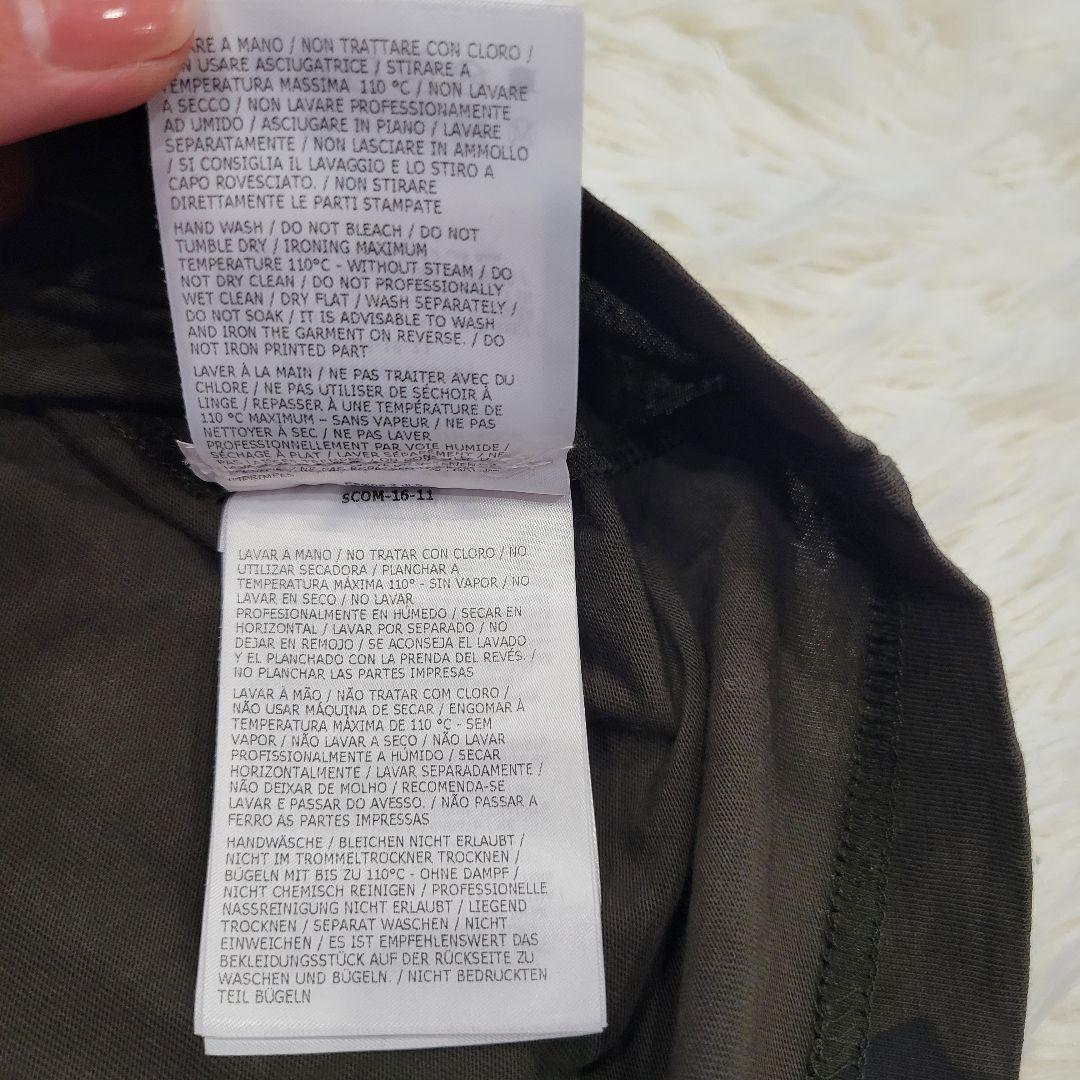 A MANO / NON TRATTARE CON CLORO /
USARE ASCIUGATRICE / STIRARE A
TEMPERATURA MASSIMA 110 °C / NON LAVARE
A SECCO / NON LAVARE PROFESSIONAMENTE
AD UMIDO / ASCIUGARE IN PIANO / LAVARE
SEPARATAMENTE / NON LASCIARE IN AMMOLLO
/ SI CONSIGLIA IL LAVAGGIO E LO STIRO A
CAPO ROVESCIATO. / NON STIRARE
DIRETTAMENTE LE PARTI STAMPATE
HAND WASH / DO NOT BLEACH / DO NOT
TUMBLE DRY / IRONING MAXIMUM
TEMPERATURE 110°C - WITHOUT STEAM / DO
NOT DRY CLEAN / DO NOT PROFESSIONALLY
WET CLEAN / DRY FLAT / WASH SEPARATELY /
DO NOT SOAK / IT IS ADVISABLE TO WASH
AND IRON THE GARMENT ON REVERSE. / DO
NOT IRON PRINTED PART
LAVER À LA MAIN / NE PAS TRAITER AVEC DU
CHLORE / NE PAS UTILISER DE SÉCHOIR À
LINGE / REPASSER À UNE TEMPÉRATURE DE
110 °C MAXIMUM - SANS VAPEUR / NE PAS
NETTOYER À SEC / NE PAS LAVER
PROFESSIONNELLEMENT PAR VOIE HUMIDE /
SÉCHAGE À PLAT / LAVER SÉPARÉMENT / NE
SCOM-16-11
LAVAR A MANO / NO TRATAR CON CLORO / NO
UTILIZAR SECADORA / PLANCHAR A
TEMPERATURA MÁXIMA 110° - SIN VAPOR / NO
LAVAR EN SECO / NO LAVAR
PROFESIONALMENTE EN HÚMEDO / SECAR EN
HORIZONTAL / LAVAR POR SEPARADO / NO
DEJAR EN REMOJO / SE ACONSEJA EL LAVADO
Y EL PLANCHADO CON LA PRENDA DEL REVÉS. /
NO PLANCHAR LAS PARTES IMPRESAS
LAVAR À MÃO / NÃO TRATAR COM CLORO /
NÃO USAR MÁQUINA DE SECAR / ENGOMAR À
TEMPERATURA MÁXIMA DE 110 °C - SEM
VAPOR / NÃO LAVAR A SECO / NÃO LAVAR
PROFISSIONALMENTE A HÚMIDO / SECAR
HORIZONTALMENTE / LAVAR SEPARADAMENTE /
NÃO DEIXAR DE MOLHO / RECOMENDA-SE
LAVAR E PASSAR DO AVESSO. / NÃO PASSAR A
FERRO AS PARTES IMPRESSAS
HANDWÄSCHE / BLEICHEN NICHT ERLAUBT /
NICHT IM TROMMELTROCKNER TROCKNEN /
BÜGELN MIT BIS ZU 110°C - OHNE DAMPF /
NICHT CHEMISCH REINIGEN / PROFESSIONELLE
NASSREINIGUNG NICHT ERLAUBT / LIEGEND
TROCKNEN / SEPARAT WASCHEN / NICHT
EINWEICHEN / ES IST EMPFEHLENSWERT DAS
BEKLEIDUNGSSTÜCK AUF DER RÜCKSEITE ZU
WASCHEN UND BÜGELN. / NICHT BEDRUCKTEN
TEIL BÜGELN